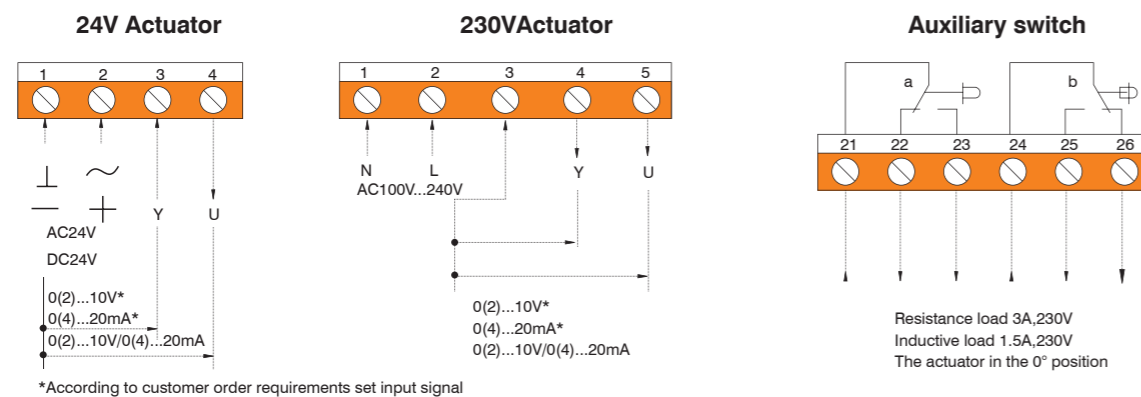 24V Actuator
1 2 3 4
Y U
AC24V
DC24V
0(2)...10V*
0(4)...20mA*
0(2)...10V/0(4)...20mA
*According to customer order requirements set input signal
230VActuator
1 2 3 4 5
N L Y U
AC100V...240V
0(2)...10V*
0(4)...20mA*
0(2)...10V/0(4)...20mA
Auxiliary switch
a b
21 22 23 24 25 26
Resistance load 3A,230V
Inductive load 1.5A,230V
The actuator in the 0° position